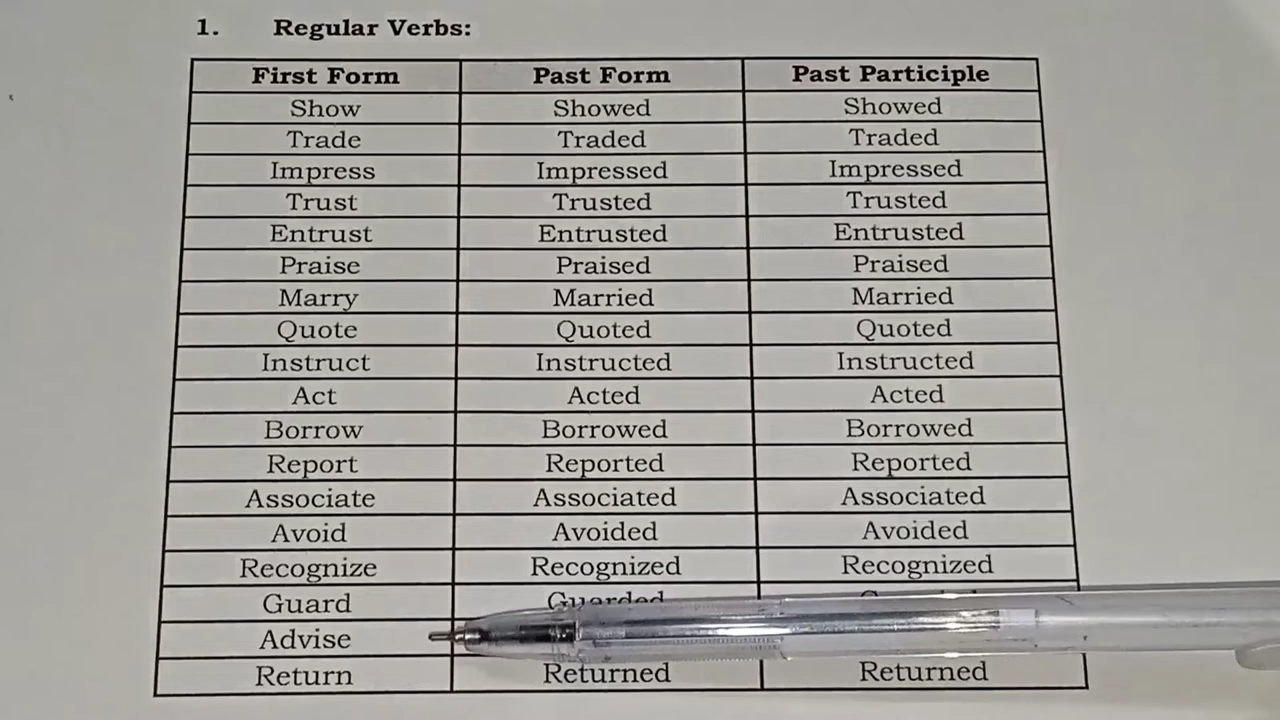 1. Regular Verbs:
First Form Past Form Past Participle
Show Showed Showed
Trade Traded Traded
Impress Impressed Impressed
Trust Trusted Trusted
Entrust Entrusted Entrusted
Praise Praised Praised
Marry Married Married
Quote Quoted Quoted
Instruct Instructed Instructed
Act Acted Acted
Borrow Borrowed Borrowed
Report Reported Reported
Associate Associated Associated
Avoid Avoided Avoided
Recognize Recognized Recognized
Guard Guarded
Advise
Return Returned Returned